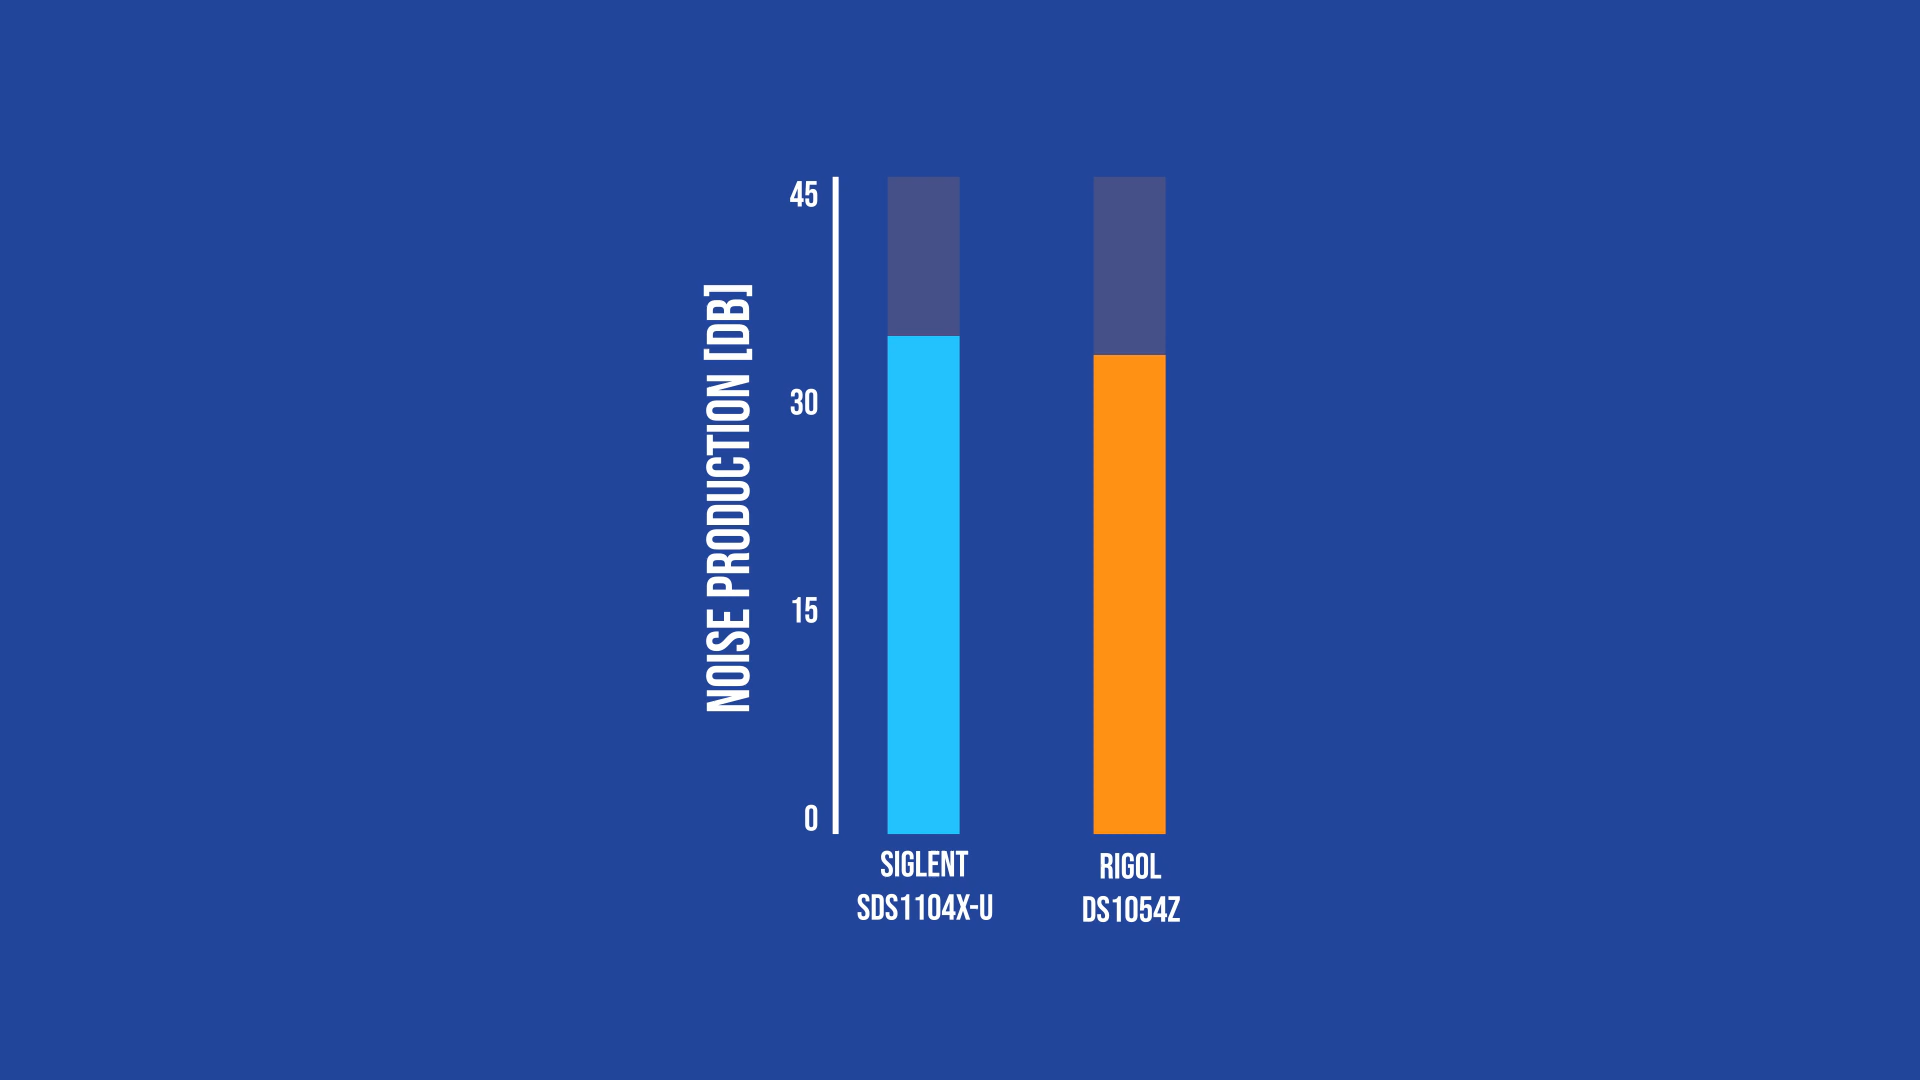 NOISE PRODUCTION [DB]
45
30
15
0
SIGLENT
SDS1104X-U
RIGOL
DS1054Z